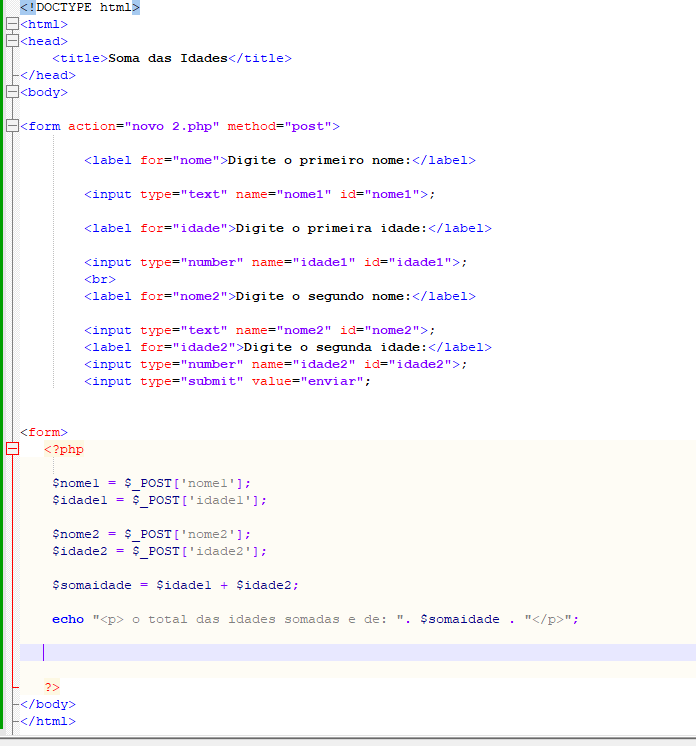 <!DOCTYPE html>
<html>
<head>
<title>Soma das Idades</title>
</head>
<body>
<form action="novo 2.php" method="post">
<label for="nome">Digite o primeiro nome:</label>
<input type="text" name="nome1" id="nome1">;
<label for="idade">Digite o primeira idade:</label>
<input type="number" name="idade1" id="idade1">;
<br>
<label for="nome2">Digite o segundo nome:</label>
<input type="text" name="nome2" id="nome2">;
<label for="idade2">Digite o segunda idade:</label>
<input type="number" name="idade2" id="idade2">;
<input type="submit" value="enviar";
<form>
<?php
$nome1 = $_POST['nome1'];
$idade1 = $_POST['idade1'];
$nome2 = $_POST['nome2'];
$idade2 = $_POST['idade2'];
$somaidade = $idade1 + $idade2;
echo "<p> o total das idades somadas e de: ". $somaidade . "</p>";
?>
</body>
</html>